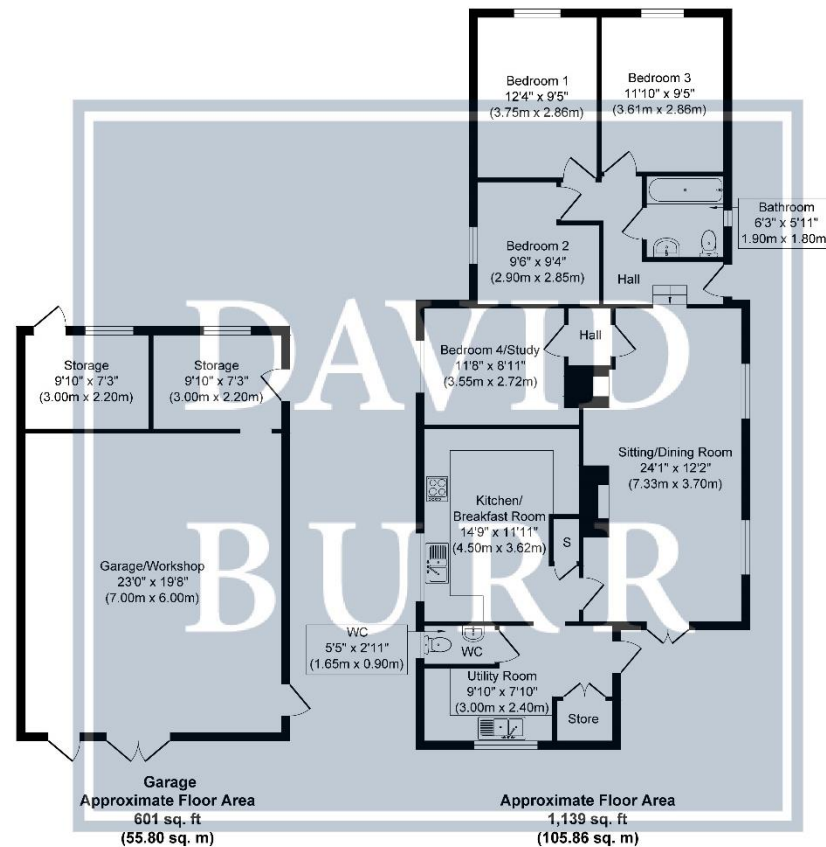 Bedroom 1
12'4" x 9'5"
(3.75m x 2.86m)
Bedroom 3
11'10" x 9'5"
(3.61m x 2.86m)
Bathroom
6'3" x 5'11"
1.90m x 1.80m
Bedroom 2
9'6" x 9'4"
(2.90m x 2.85m)
Hall
DAVID
BURR
Storage
9'10" x 7'3"
(3.00m x 2.20m)
Storage
9'10" x 7'3"
(3.00m x 2.20m)
Bedroom 4/Study
11'8" x 8'11"
(3.55m x 2.72m)
Hall
Sitting/Dining Room
24'1" x 12'2"
(7.33m x 3.70m)
Kitchen/
Breakfast Room
14'9" x 11'11"
(4.50m x 3.62m)
S
Garage/Workshop
23'0" x 19'8"
(7.00m x 6.00m)
WC
5'5" x 2'11"
(1.65m x 0.90m)
WC
Utility Room
9'10" x 7'10"
(3.00m x 2.40m)
Store
Garage
Approximate Floor Area
601 sq. ft
(55.80 sq. m)
Approximate Floor Area
1,139 sq. ft
(105.86 sq. m)